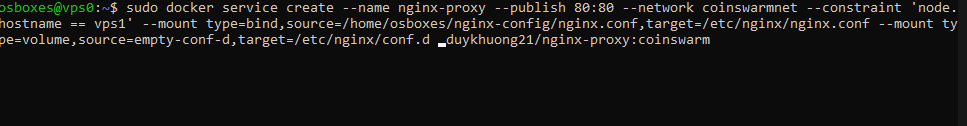 osboxes@vps0:~$ sudo docker service create --name nginx-proxy --publish 80:80 --network coinswarmnet --constraint 'node.
hostname == vps1' --mount type=bind,source=/home/osboxes/nginx-config/nginx.conf,target=/etc/nginx/nginx.conf --mount ty
pe=volume,source=empty-conf-d,target=/etc/nginx/conf.d _duykhuong21/nginx-proxy:coinswarm